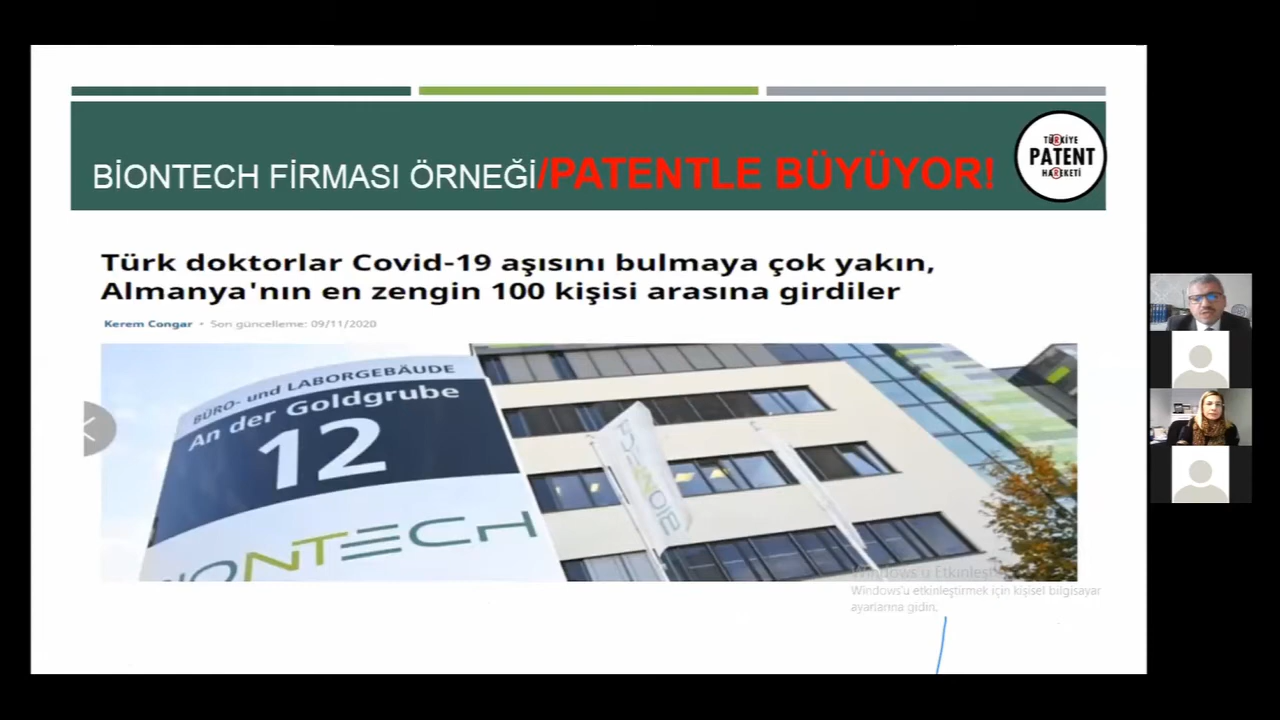 BİONTECH FİRMASI ÖRNEĞİ/PATENTLE BÜYÜYOR!
TÜRKİYE
PATENT
HAREKETİ
Türk doktorlar Covid-19 aşısını bulmaya çok yakın,
Almanya'nın en zengin 100 kişisi arasına girdiler
Kerem Congar • Son güncelleme: 09/11/2020
BÜRO- und LABORGEBÄUDE
An der Goldgrube
12
BIONTECH
BIONTECH
Windows'u Etkinleştir
Windows'u etkinleştirmek için kişisel bilgisayar
ayarlarına gidin.